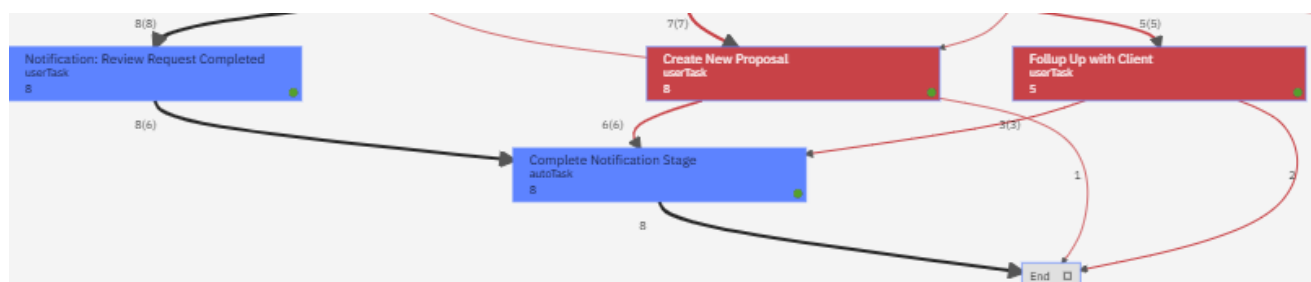 8(8)
7(7)
5(5)
Notification: Review Request Completed
userTask
8
Create New Proposal
userTask
8
Follup Up with Client
userTask
5
8(6)
6(6)
3(3)
Complete Notification Stage
autoTask
8
1
2
8
End